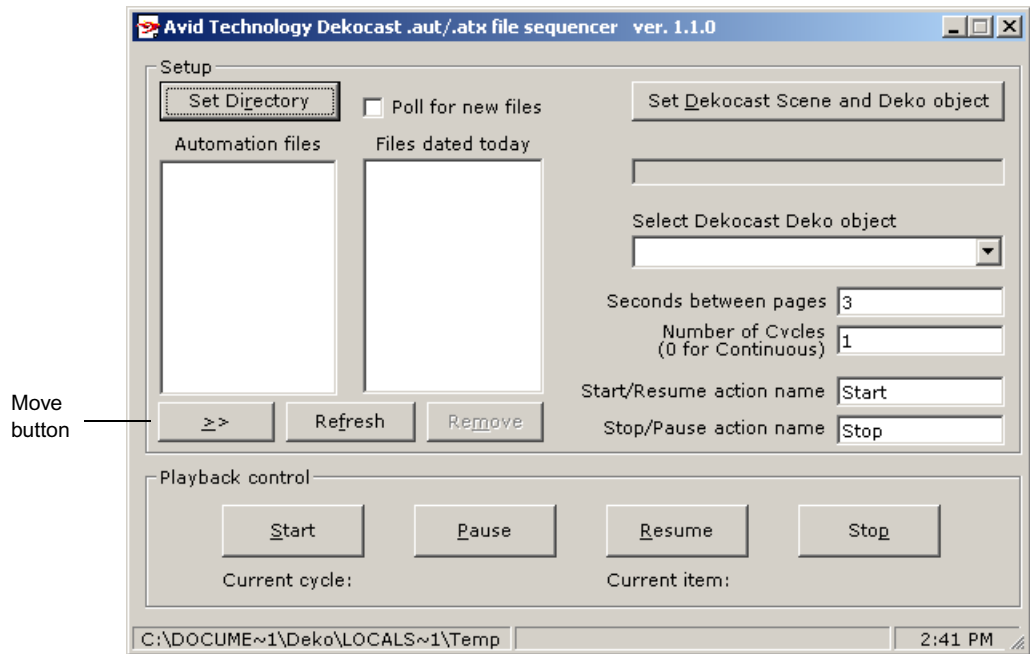 Avid Technology Dekocast .aut/.atx file sequencer ver. 1.1.0
Setup
Set Directory
Poll for new files
Set Dekocast Scene and Deko object
Automation files
Files dated today
Select Dekocast Deko object
Seconds between pages 3
Number of Cycles
(0 for Continuous) 1
Start/Resume action name Start
Stop/Pause action name Stop
Move
button
>>
Refresh
Remove
Playback control
Start
Pause
Resume
Stop
Current cycle:
Current item:
C:\DOCUME~1\Deko\LOCALS~1\Temp
2:41 PM